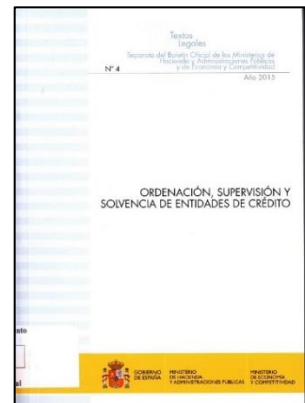 Textos
Legales
Separata del Boletín Oficial de los Ministerios de
Hacienda y Administraciones Públicas
y de Economía y Competitividad
Nº 4
Año 2015
ORDENACIÓN, SUPERVISIÓN Y
SOLVENCIA DE ENTIDADES DE CRÉDITO
nto
al
GOBIERNO
DE ESPAÑA
MINISTERIO
DE HACIENDA
Y ADMINISTRACIONES PÚBLICAS
MINISTERIO
DE ECONOMÍA
Y COMPETITIVIDAD